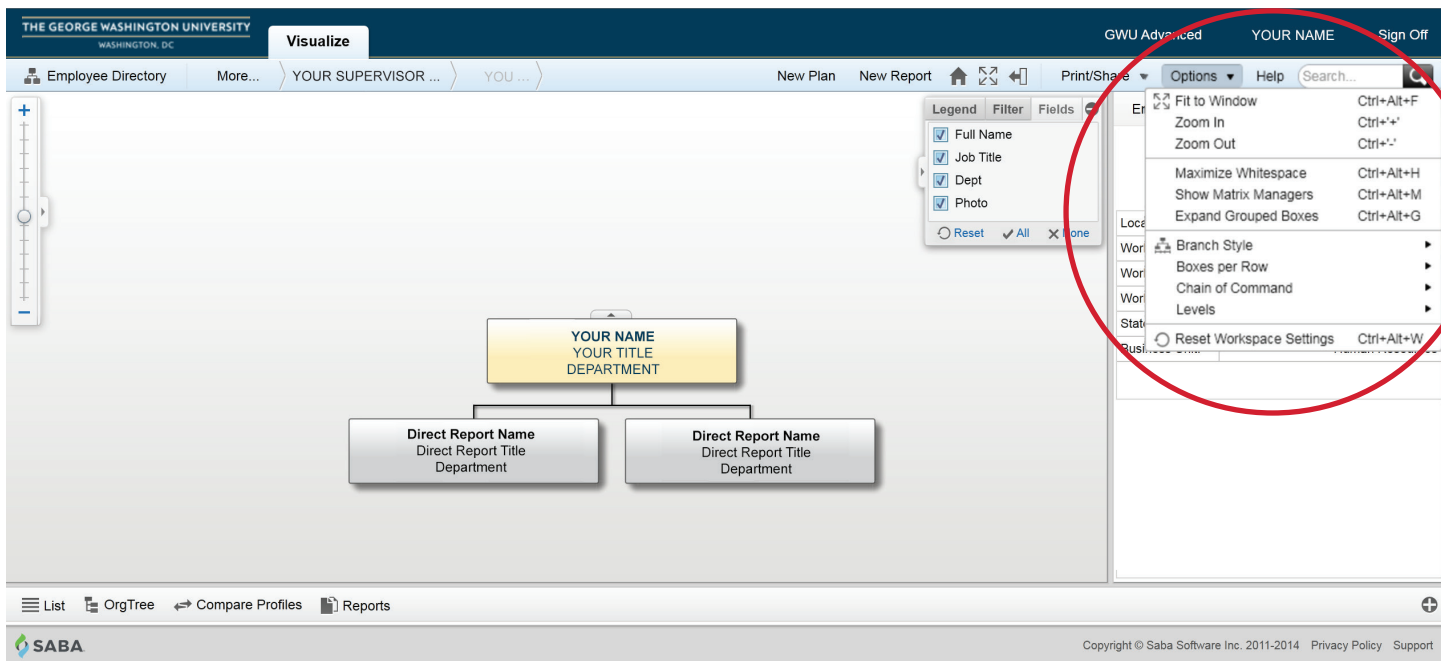 THE GEORGE WASHINGTON UNIVERSITY
WASHINGTON, DC
Visualize
GWU Advanced YOUR NAME Sign Off
Employee Directory More... YOUR SUPERVISOR ... YOU ... New Plan New Report Print/Share Options Help Search...
Legend Filter Fields
Full Name
Job Title
Dept
Photo
Reset All None
Fit to Window Ctrl+Alt+F
Zoom In Ctrl+'+'
Zoom Out Ctrl+'-'
Maximize Whitespace Ctrl+Alt+H
Show Matrix Managers Ctrl+Alt+M
Expand Grouped Boxes Ctrl+Alt+G
Branch Style
Boxes per Row
Chain of Command
Levels
Reset Workspace Settings Ctrl+Alt+W
YOUR NAME
YOUR TITLE
DEPARTMENT
Direct Report Name
Direct Report Title
Department
Direct Report Name
Direct Report Title
Department
List OrgTree Compare Profiles Reports
SABA
Copyright © Saba Software Inc. 2011-2014 Privacy Policy Support